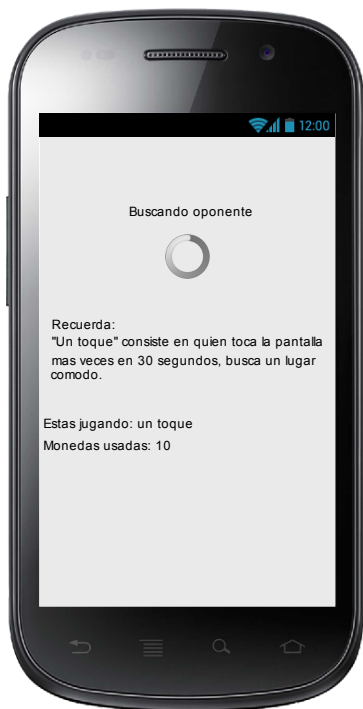 12:00
Buscando oponente
Recuerda:
"Un toque" consiste en quien toca la pantalla
mas veces en 30 segundos, busca un lugar
comodo.
Estas jugando: un toque
Monedas usadas: 10